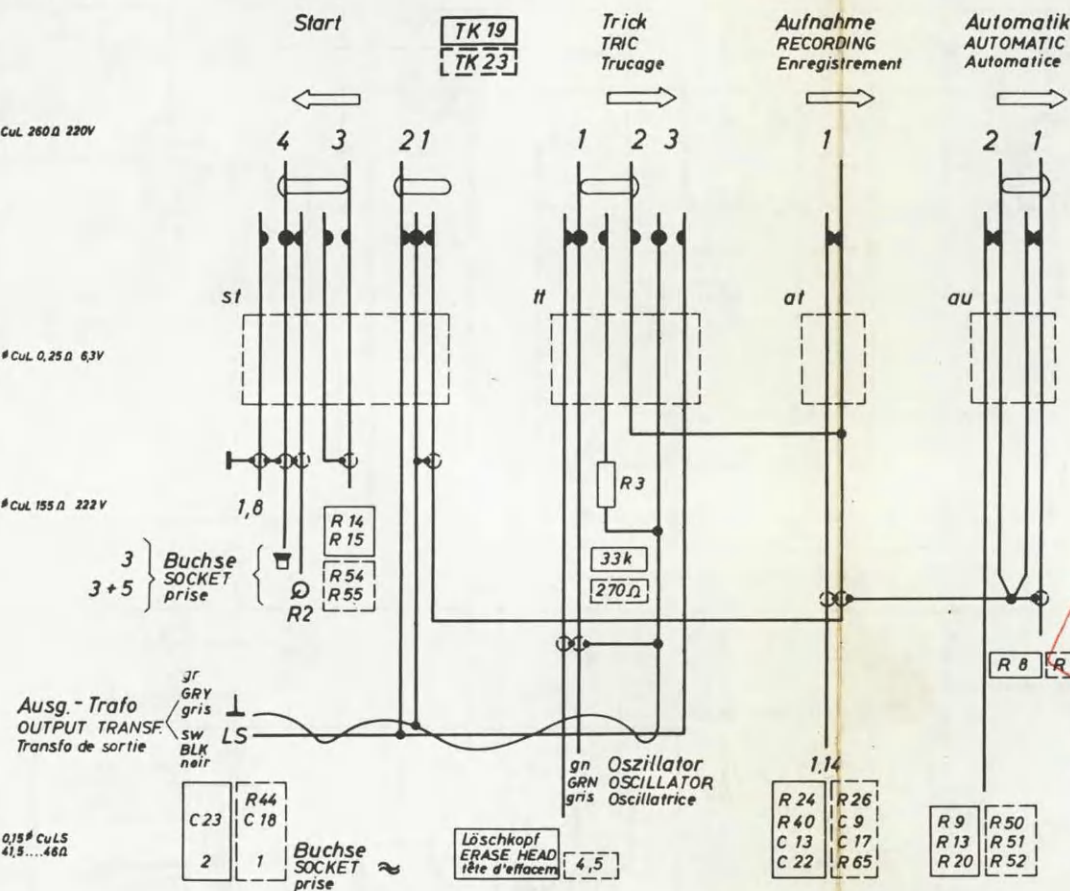 Start
TK 19
TK 23
Trick
TRIC
Trucage
Aufnahme
RECORDING
Enregistrement
Automatik
AUTOMATIC
Automatice
CuL 260Ω 220V
4 3 2 1
1 2 3
1
2 1
st
tt
at
au
ø CuL 0,25Ω 6,3V
ø CuL 155Ω 222V
1,8
R 14
R 15
R 54
R 55
R3
33k
270Ω
3
3 + 5
Buchse
SOCKET
prise
R2
R 8
R
Ausg.-Trafo
OUTPUT TRANSF.
Transfo de sortie
gr
GRY
gris
sw
BLK
noir
LS
gn
GRN
gris
Oszillator
OSCILLATOR
Oscillatrice
1,14
C23
2
R44
C 18
1
Buchse
SOCKET
prise
≈
0,15ø CuLS
41,5....46Ω
Löschkopf
ERASE HEAD
tête d'effacem
4,5
R 24
R 40
C 13
C 22
R 26
C 9
C 17
R 65
R 9
R 13
R 20
R 50
R 51
R 52